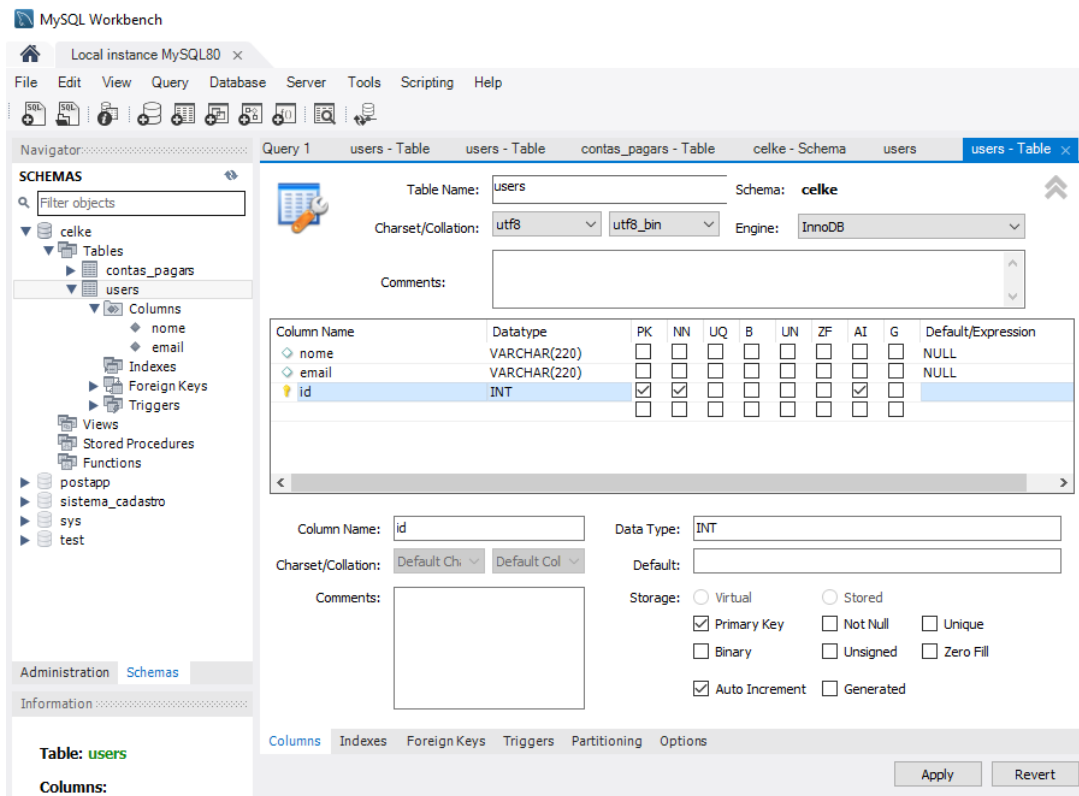 MySQL Workbench
Local instance MySQL80 ×
File Edit View Query Database Server Tools Scripting Help
Navigator
SCHEMAS
Filter objects
celke
Tables
contas_pagars
users
Columns
nome
email
Indexes
Foreign Keys
Triggers
Views
Stored Procedures
Functions
postapp
sistema_cadastro
sys
test
Administration Schemas
Information
Table: users
Columns:
Query 1 users - Table users - Table contas_pagars - Table celke - Schema users users - Table ×
Table Name: users Schema: celke
Charset/Collation: utf8 utf8_bin Engine: InnoDB
Comments:
Column Name Datatype PK NN UQ B UN ZF AI G Default/Expression
nome VARCHAR(220) NULL
email VARCHAR(220) NULL
id INT
Column Name: id Data Type: INT
Charset/Collation: Default Cha Default Col Default:
Comments: Storage: Virtual Stored
Primary Key Not Null Unique
Binary Unsigned Zero Fill
Auto Increment Generated
Columns Indexes Foreign Keys Triggers Partitioning Options
Apply Revert